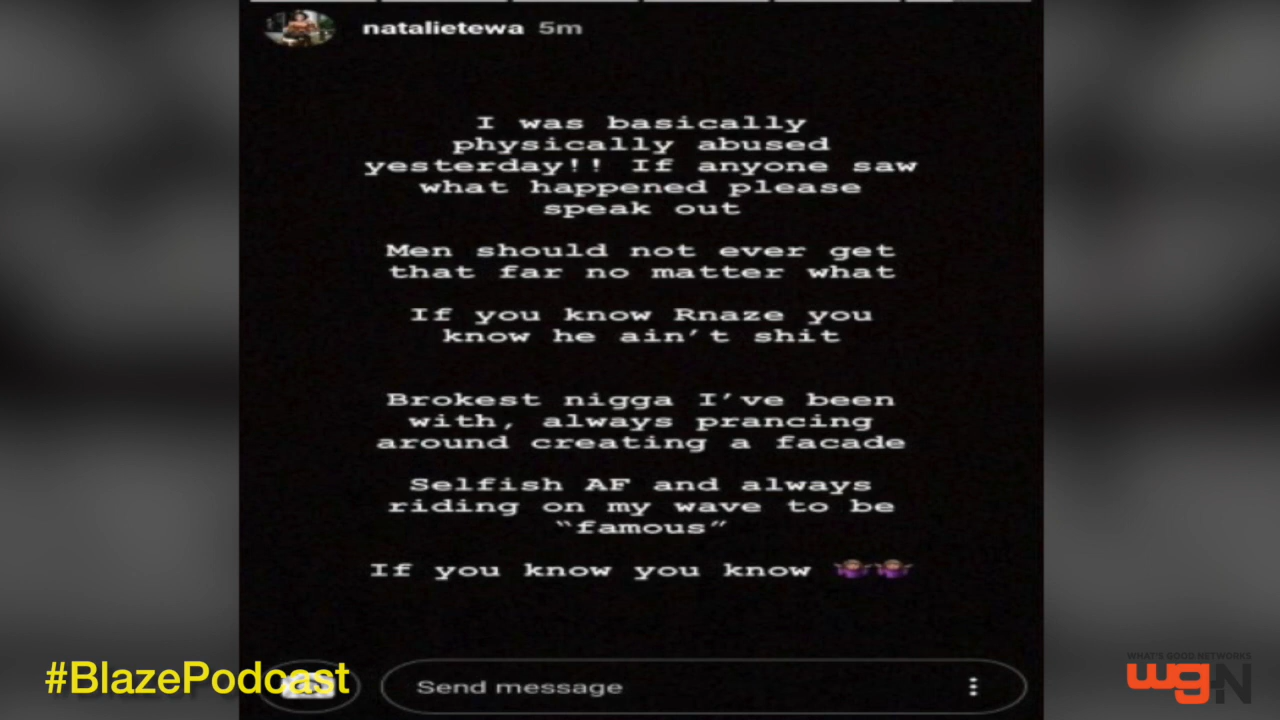 natalietewa 5m
I was basically
physically abused
yesterday!! If anyone saw
what happened please
speak out
Men should not ever get
that far no matter what
If you know Rnaze you
know he ain't shit
Brokest nigga I've been
with, always prancing
around creating a facade
Selfish AF and always
riding on my wave to be
“famous”
If you know you know 🤷🏽‍♀️🤷🏽‍♀️
Send message
#BlazePodcast
WHAT'S GOOD NETWORKS
wgN